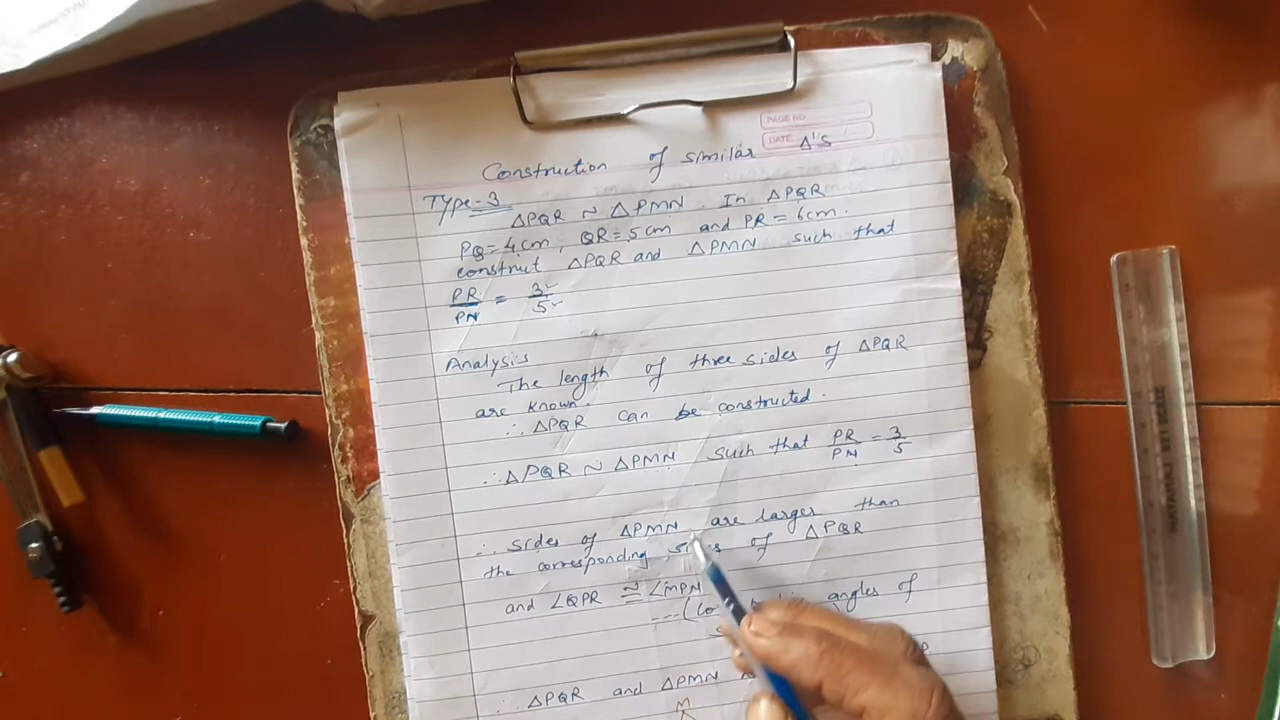 PAGE NO
DATE
Construction of similar Δ'S
Type-3
ΔPQR ~ ΔPMN. In ΔPQR
PQ=4cm, QR=5cm and PR=6cm.
construct ΔPQR and ΔPMN such that
PR/PN = 3/5
Analysis
The length of three sides of ΔPQR
are known.
∴ ΔPQR can be constructed.
∴ ΔPQR ~ ΔPMN such that PR/PN = 3/5
∴ sides of ΔPMN are larger than
the corresponding sides of ΔPQR
and ∠QPR ≅ ∠MPN
angles of
∴ ΔPQR and ΔPMN
M